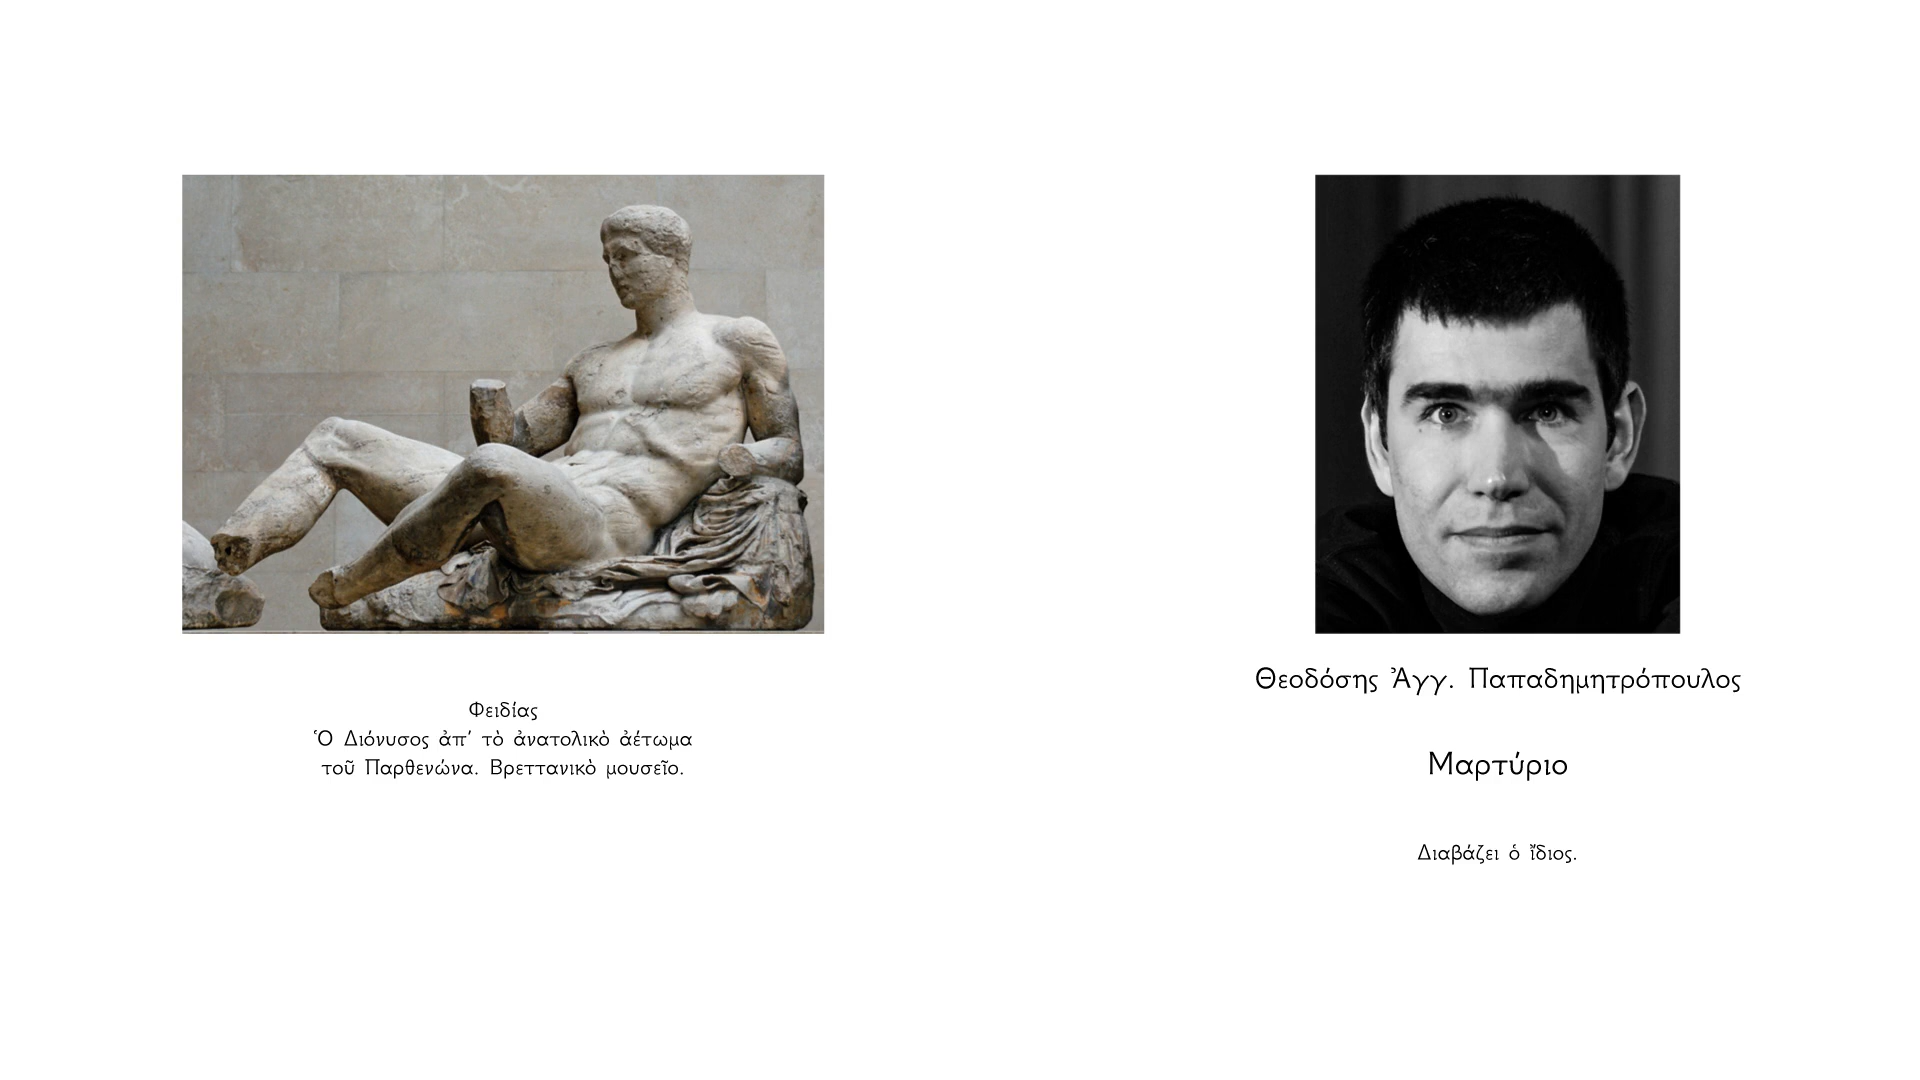 Φειδίας
Ὁ Διόνυσος ἀπ’ τὸ ἀνατολικὸ ἀέτωμα
τοῦ Παρθενώνα. Βρεττανικὸ μουσεῖο.
Θεοδόσης Ἀγγ. Παπαδημητρόπουλος
Μαρτύριο
Διαβάζει ὁ ἴδιος.